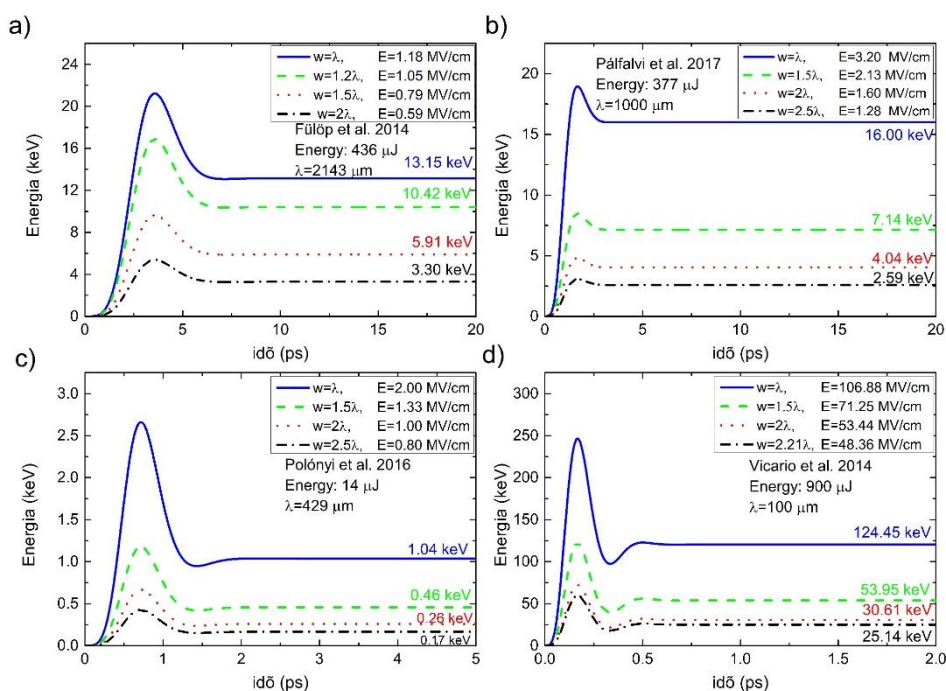 a)
w=λ, E=1.18 MV/cm
w=1.2λ, E=1.05 MV/cm
w=1.5λ, E=0.79 MV/cm
w=2λ, E=0.59 MV/cm
Fülöp et al. 2014
Energy: 436 μJ
λ=2143 μm
13.15 keV
10.42 keV
5.91 keV
3.30 keV
Energia (keV)
24
20
16
12
8
4
0
0 5 10 15 20
idõ (ps)
b)
Pálfalvi et al. 2017
Energy: 377 μJ
λ=1000 μm
w=λ, E=3.20 MV/cm
w=1.5λ, E=2.13 MV/cm
w=2λ, E=1.60 MV/cm
w=2.5λ, E=1.28 MV/cm
16.00 keV
7.14 keV
4.04 keV
2.59 keV
Energia (keV)
25
20
15
10
5
0
0 5 10 15 20
idõ (ps)
c)
w=λ, E=2.00 MV/cm
w=1.5λ, E=1.33 MV/cm
w=2λ, E=1.00 MV/cm
w=2.5λ, E=0.80 MV/cm
Polónyi et al. 2016
Energy: 14 μJ
λ=429 μm
1.04 keV
0.46 keV
0.26 keV
0.17 keV
Energia (keV)
3.0
2.5
2.0
1.5
1.0
0.5
0.0
0 1 2 3 4 5
idõ (ps)
d)
w=λ, E=106.88 MV/cm
w=1.5λ, E=71.25 MV/cm
w=2λ, E=53.44 MV/cm
w=2.21λ, E=48.36 MV/cm
Vicario et al. 2014
Energy: 900 μJ
λ=100 μm
124.45 keV
53.95 keV
30.61 keV
25.14 keV
Energia (keV)
300
250
200
150
100
50
0
0.0 0.5 1.0 1.5 2.0
idõ (ps)